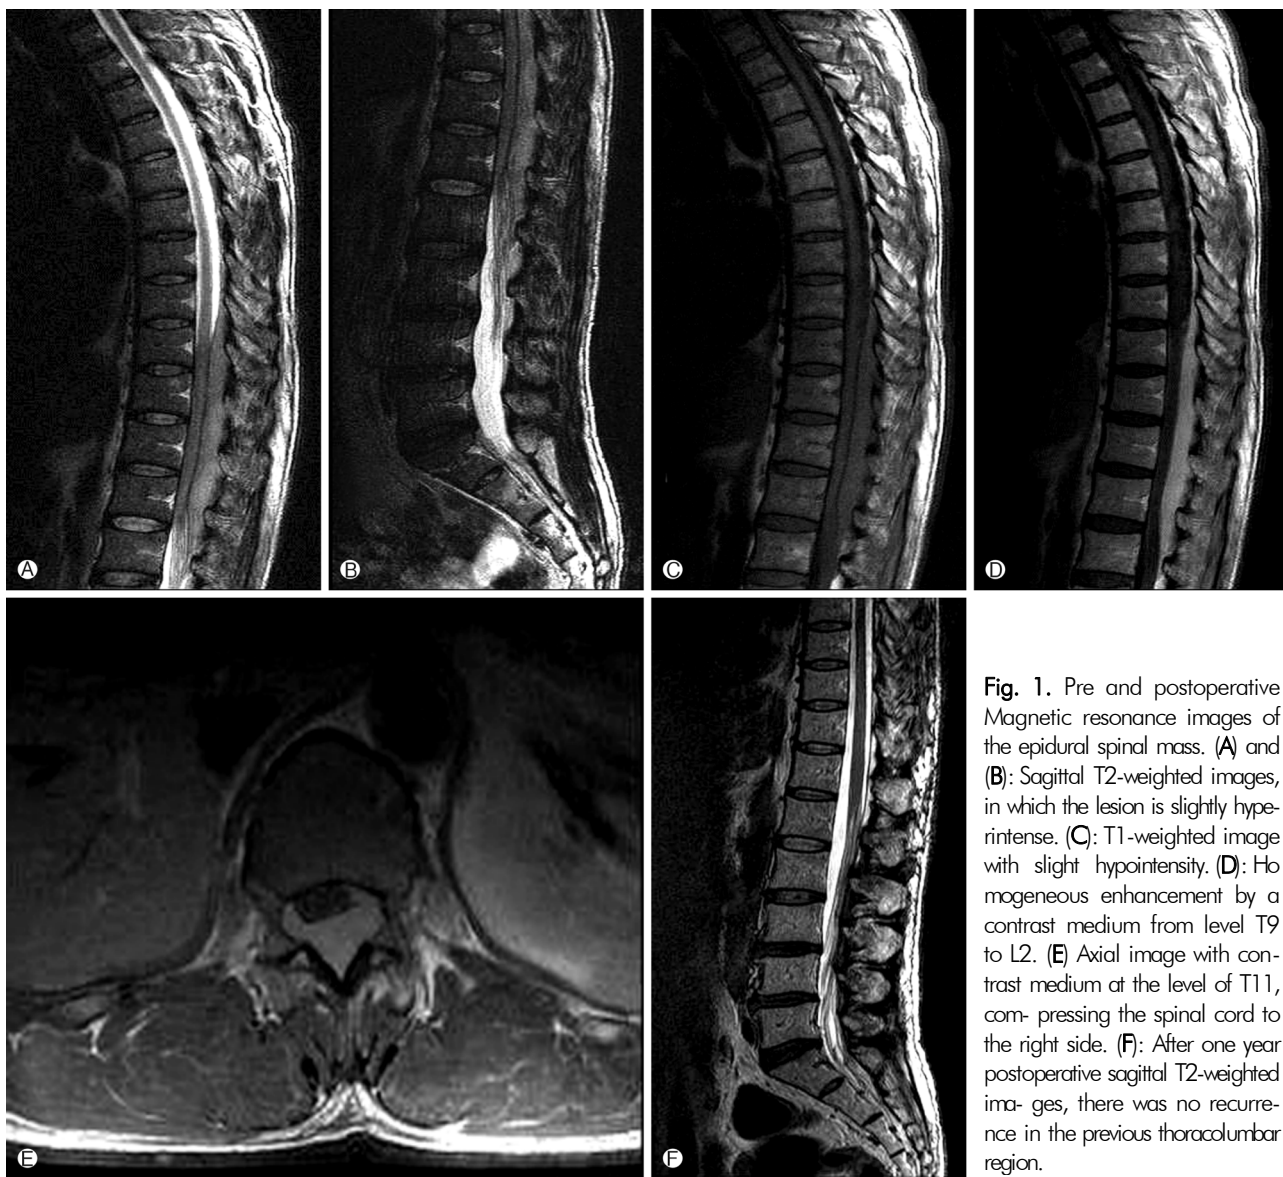 A
B
C
D
E
F
Fig. 1. Pre and postoperative
Magnetic resonance images of
the epidural spinal mass. (A) and
(B): Sagittal T2-weighted images,
in which the lesion is slightly hype-
rintense. (C): T1-weighted image
with slight hypointensity. (D): Ho
mogeneous enhancement by a
contrast medium from level T9
to L2. (E) Axial image with con-
trast medium at the level of T11,
com- pressing the spinal cord to
the right side. (F): After one year
postoperative sagittal T2-weighted
ima- ges, there was no recurre-
nce in the previous thoracolumbar
region.